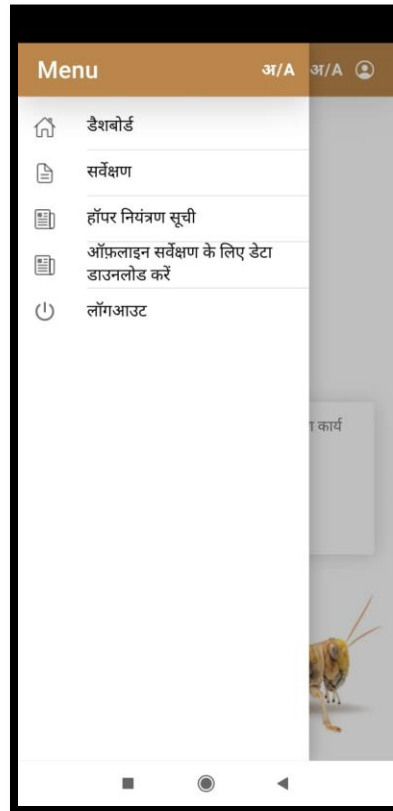 Menu अ/A अ/A
डैशबोर्ड
सर्वेक्षण
हॉपर नियंत्रण सूची
ऑफ़लाइन सर्वेक्षण के लिए डेटा
डाउनलोड करें
लॉगआउट
कार्य